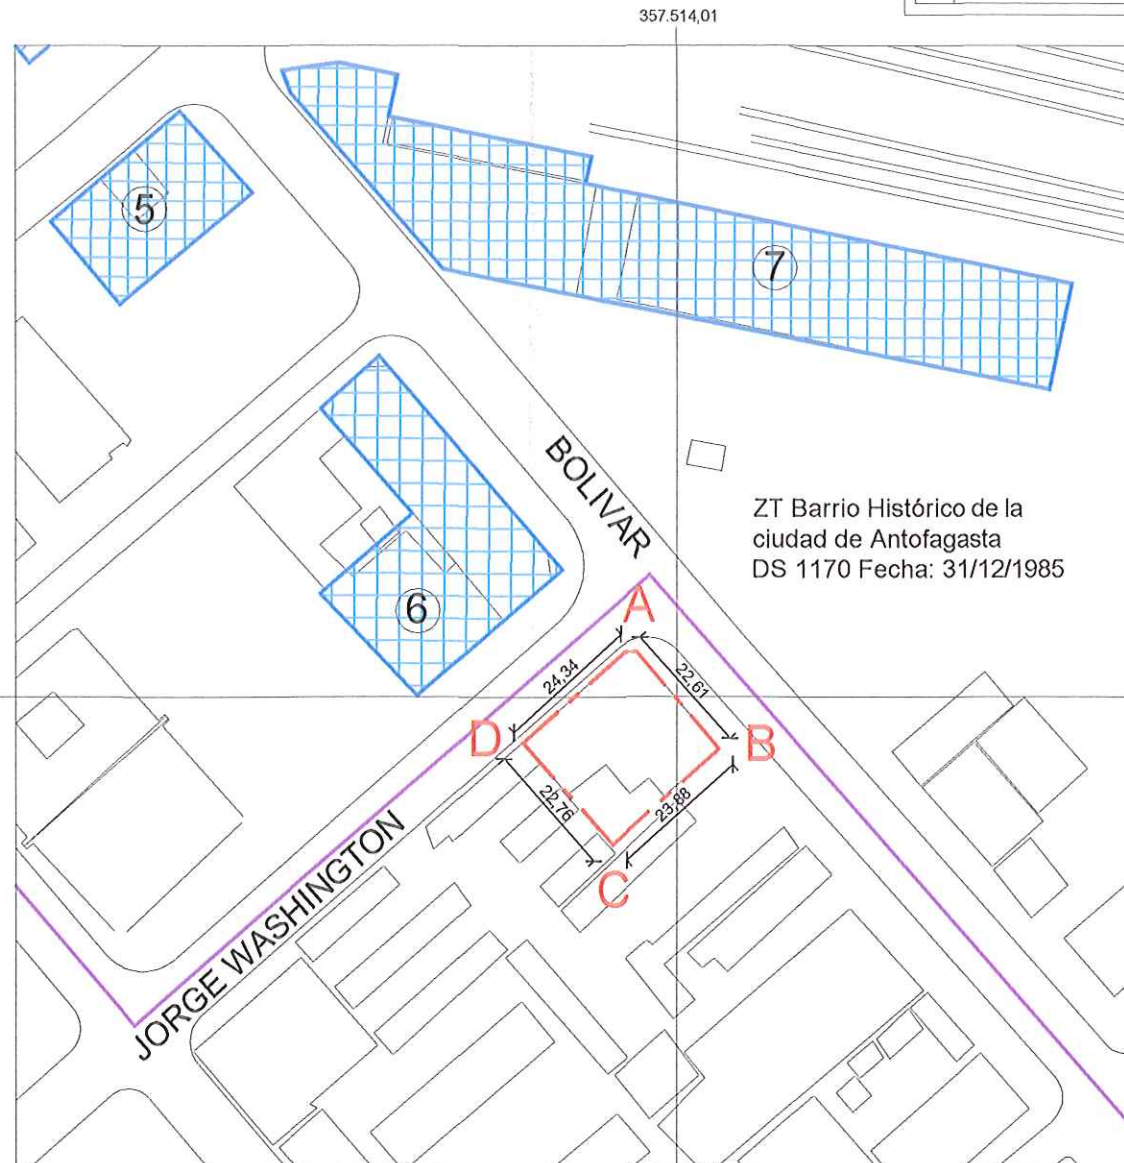 357.514,01
5
7
BOLIVAR
ZT Barrio Histórico de la
ciudad de Antofagasta
DS 1170 Fecha: 31/12/1985
6
A
24,34
22,61
D
B
22,76
23,88
C
JORGE WASHINGTON